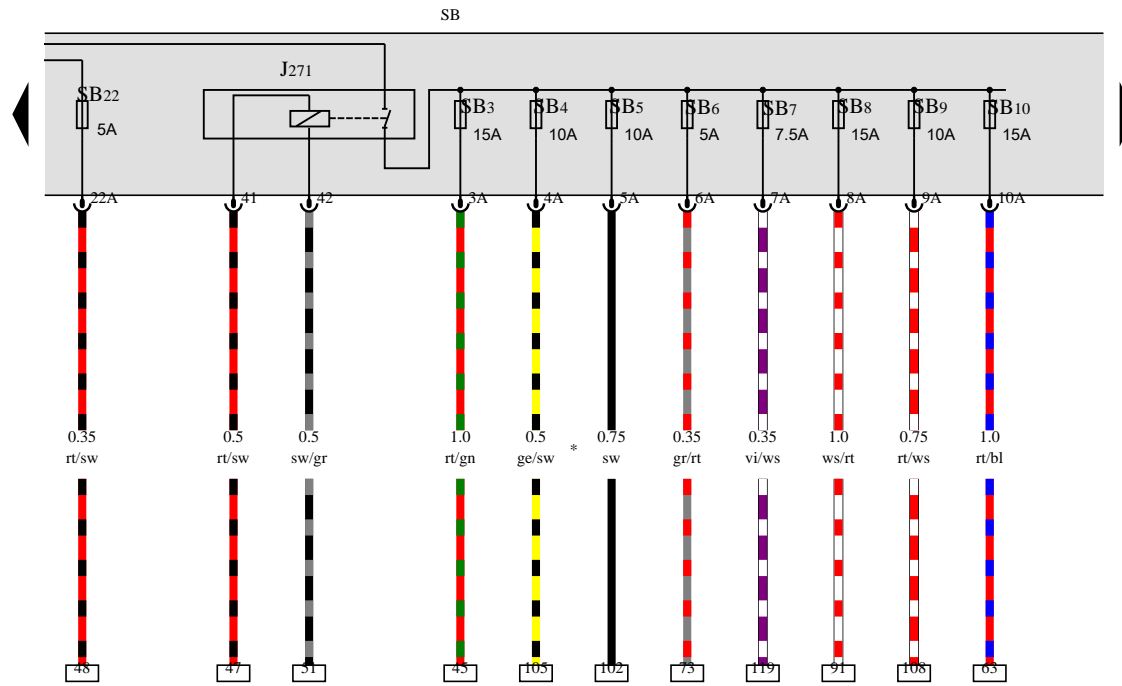 SB
J271
SB22
SB3 SB4 SB5 SB6 SB7 SB8 SB9 SB10
5A
15A 10A 10A 5A 7.5A 15A 10A 15A
22A 41 42 3A 4A 5A 6A 7A 8A 9A 10A
0.35 0.5 0.5 1.0 0.5 0.75 0.35 0.35 1.0 0.75 1.0
rt/sw rt/sw sw/gr rt/gn ge/sw * sw gr/rt vi/ws ws/rt rt/ws rt/bl
48 47 51 45 105 102 73 119 91 108 63